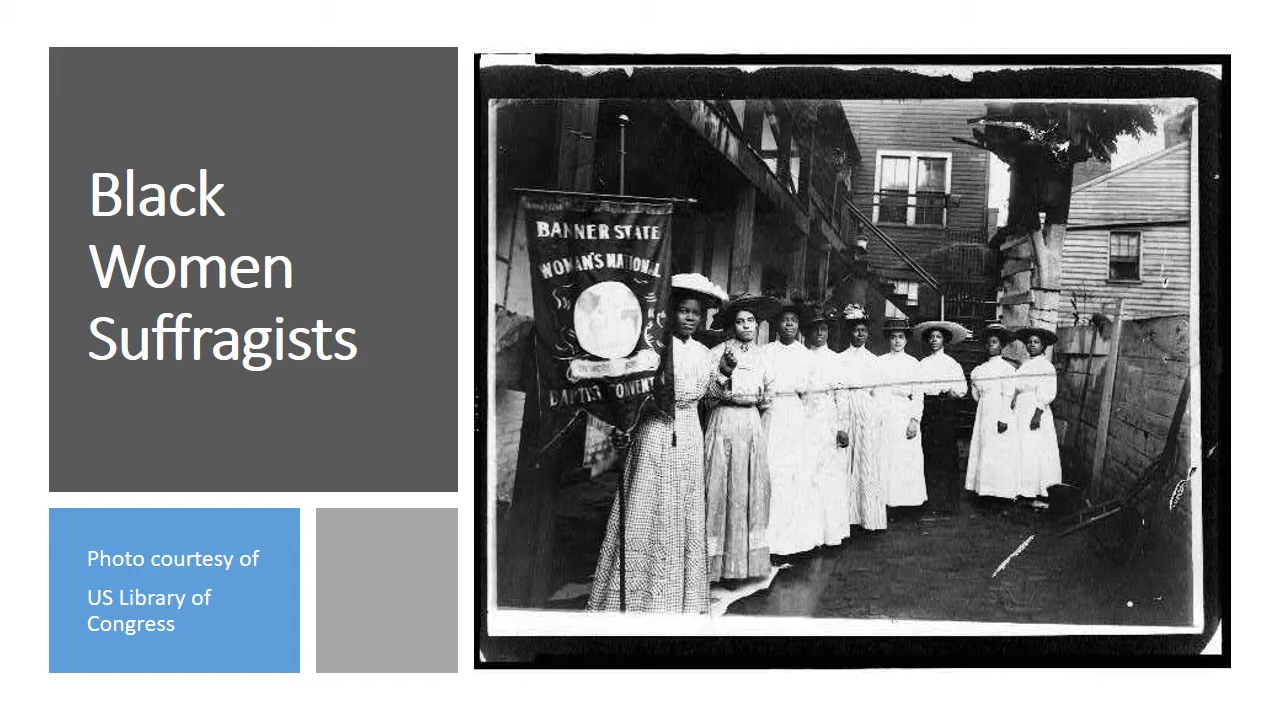 Black
Women
Suffragists
Photo courtesy of
US Library of
Congress
BANNER STATE
WOMAN'S NATIONAL
BAPTIST CONVENT